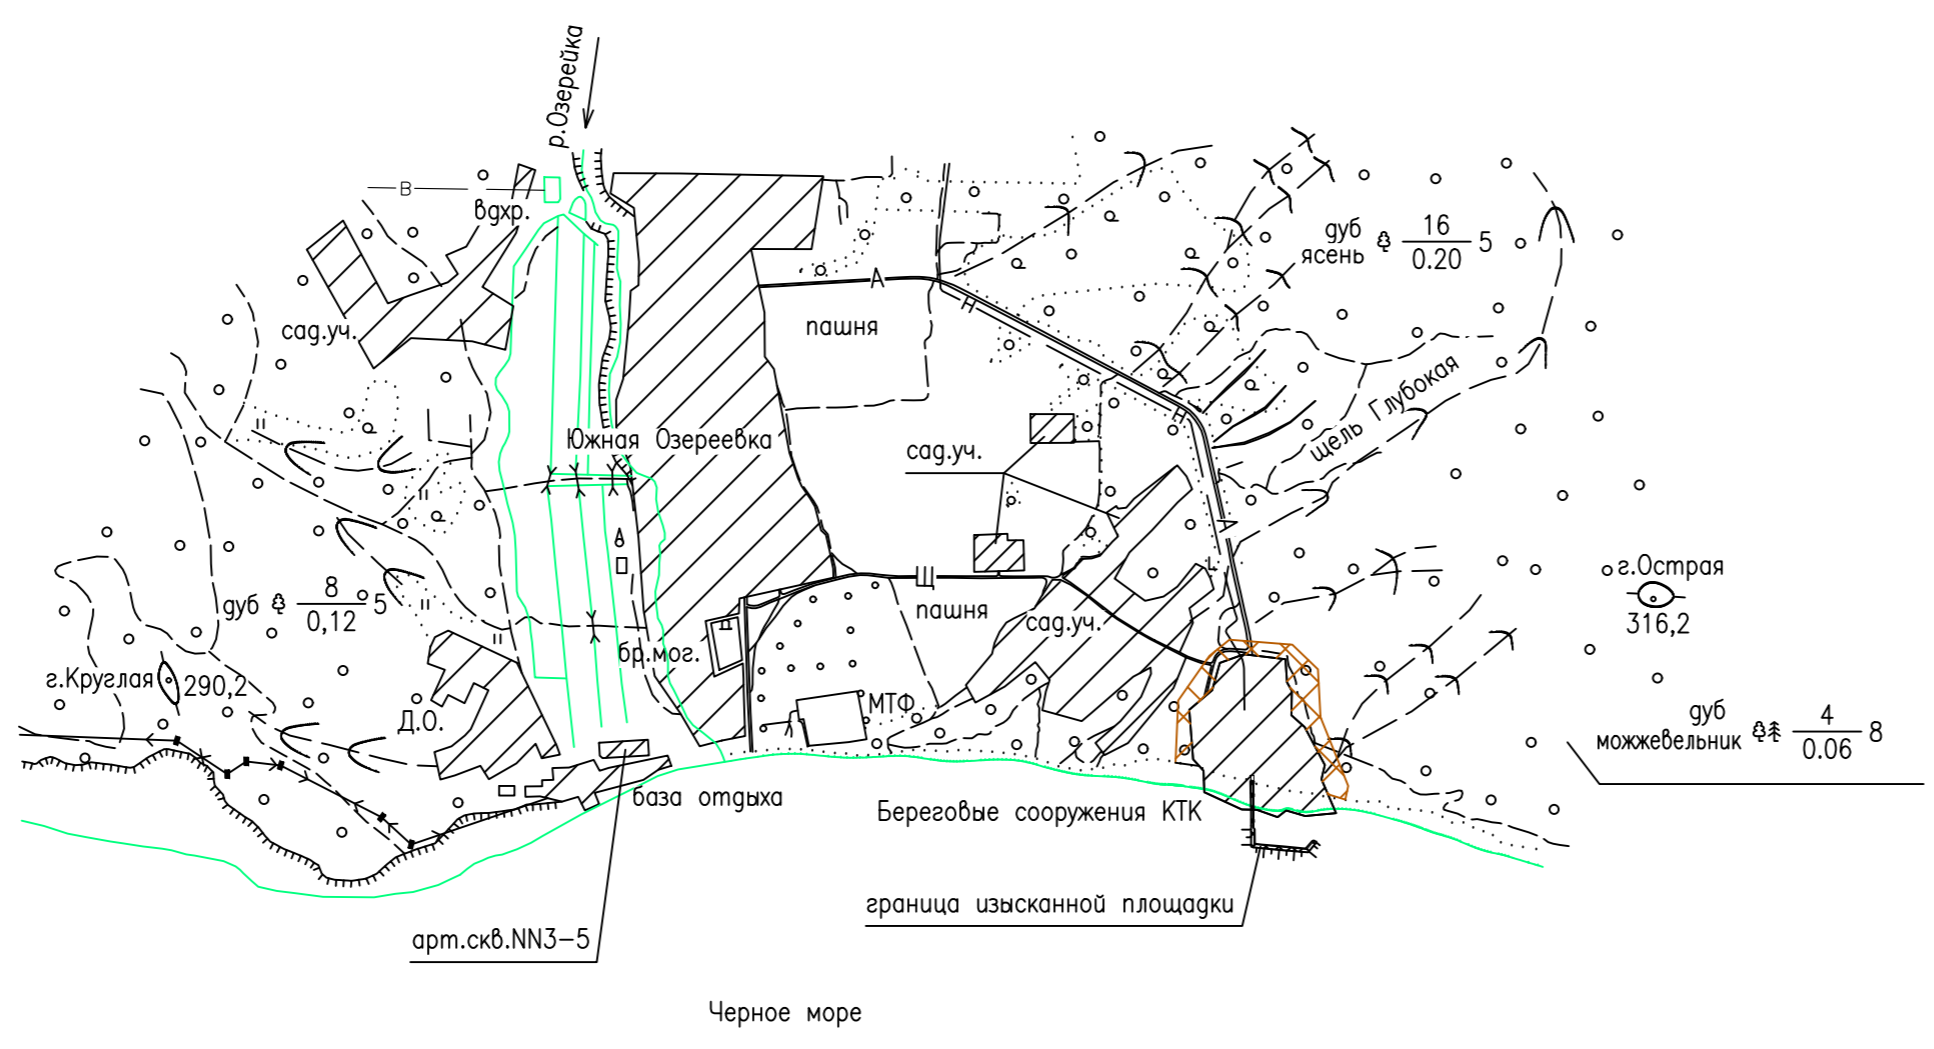 р.Озерейка
В
вдхр.
дуб
ясень
16
0.20
5
сад.уч.
А
Н
пашня
Н
щель Глубокая
Южная Озереевка
сад.уч.
А
А
г.Острая
316,2
дуб
8
0,12
5
Щ
пашня
сад.уч.
бр.мог.
г.Круглая
290,2
Д.О.
МТФ
дуб
можжевельник
4
0.06
8
база отдыха
Береговые сооружения КТК
граница изысканной площадки
арт.скв.NN3-5
Черное море